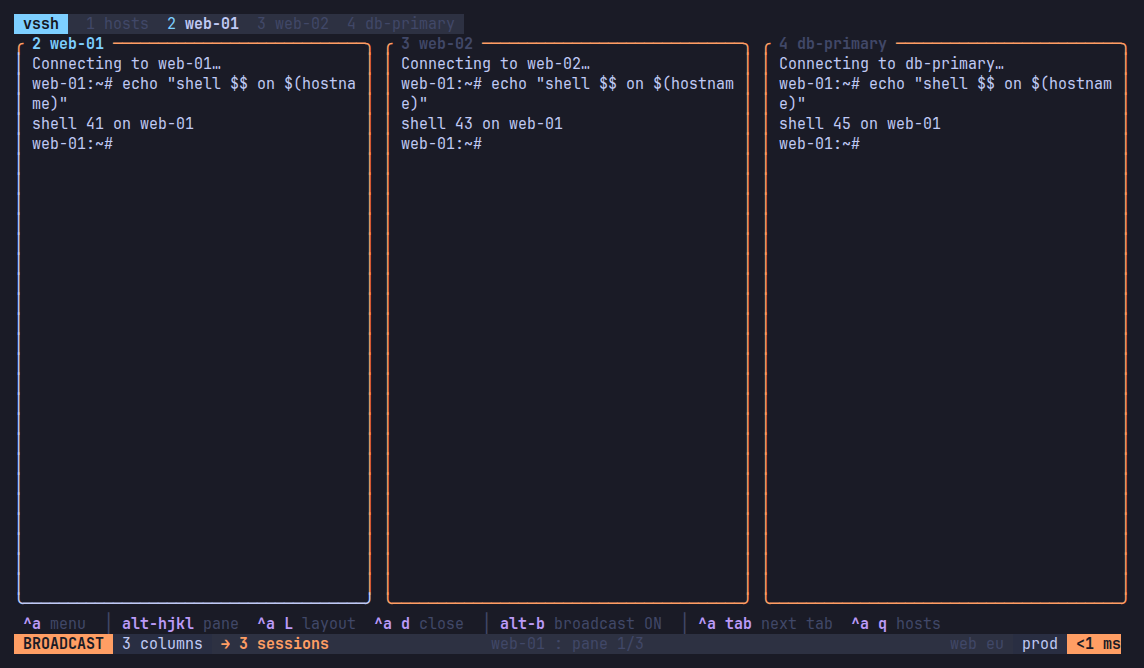 vssh 1 hosts 2 web-01 3 web-02 4 db-primary
2 web-01
Connecting to web-01…
web-01:~# echo "shell $$ on $(hostna
me)"
shell 41 on web-01
web-01:~#
3 web-02
Connecting to web-02…
web-01:~# echo "shell $$ on $(hostnam
e)"
shell 43 on web-01
web-01:~#
4 db-primary
Connecting to db-primary…
web-01:~# echo "shell $$ on $(hostnam
e)"
shell 45 on web-01
web-01:~#
^a menu │ alt-hjkl pane ^a L layout ^a d close │ alt-b broadcast ON │ ^a tab next tab ^a q hosts
BROADCAST 3 columns → 3 sessions web-01 : pane 1/3 web eu prod <1 ms